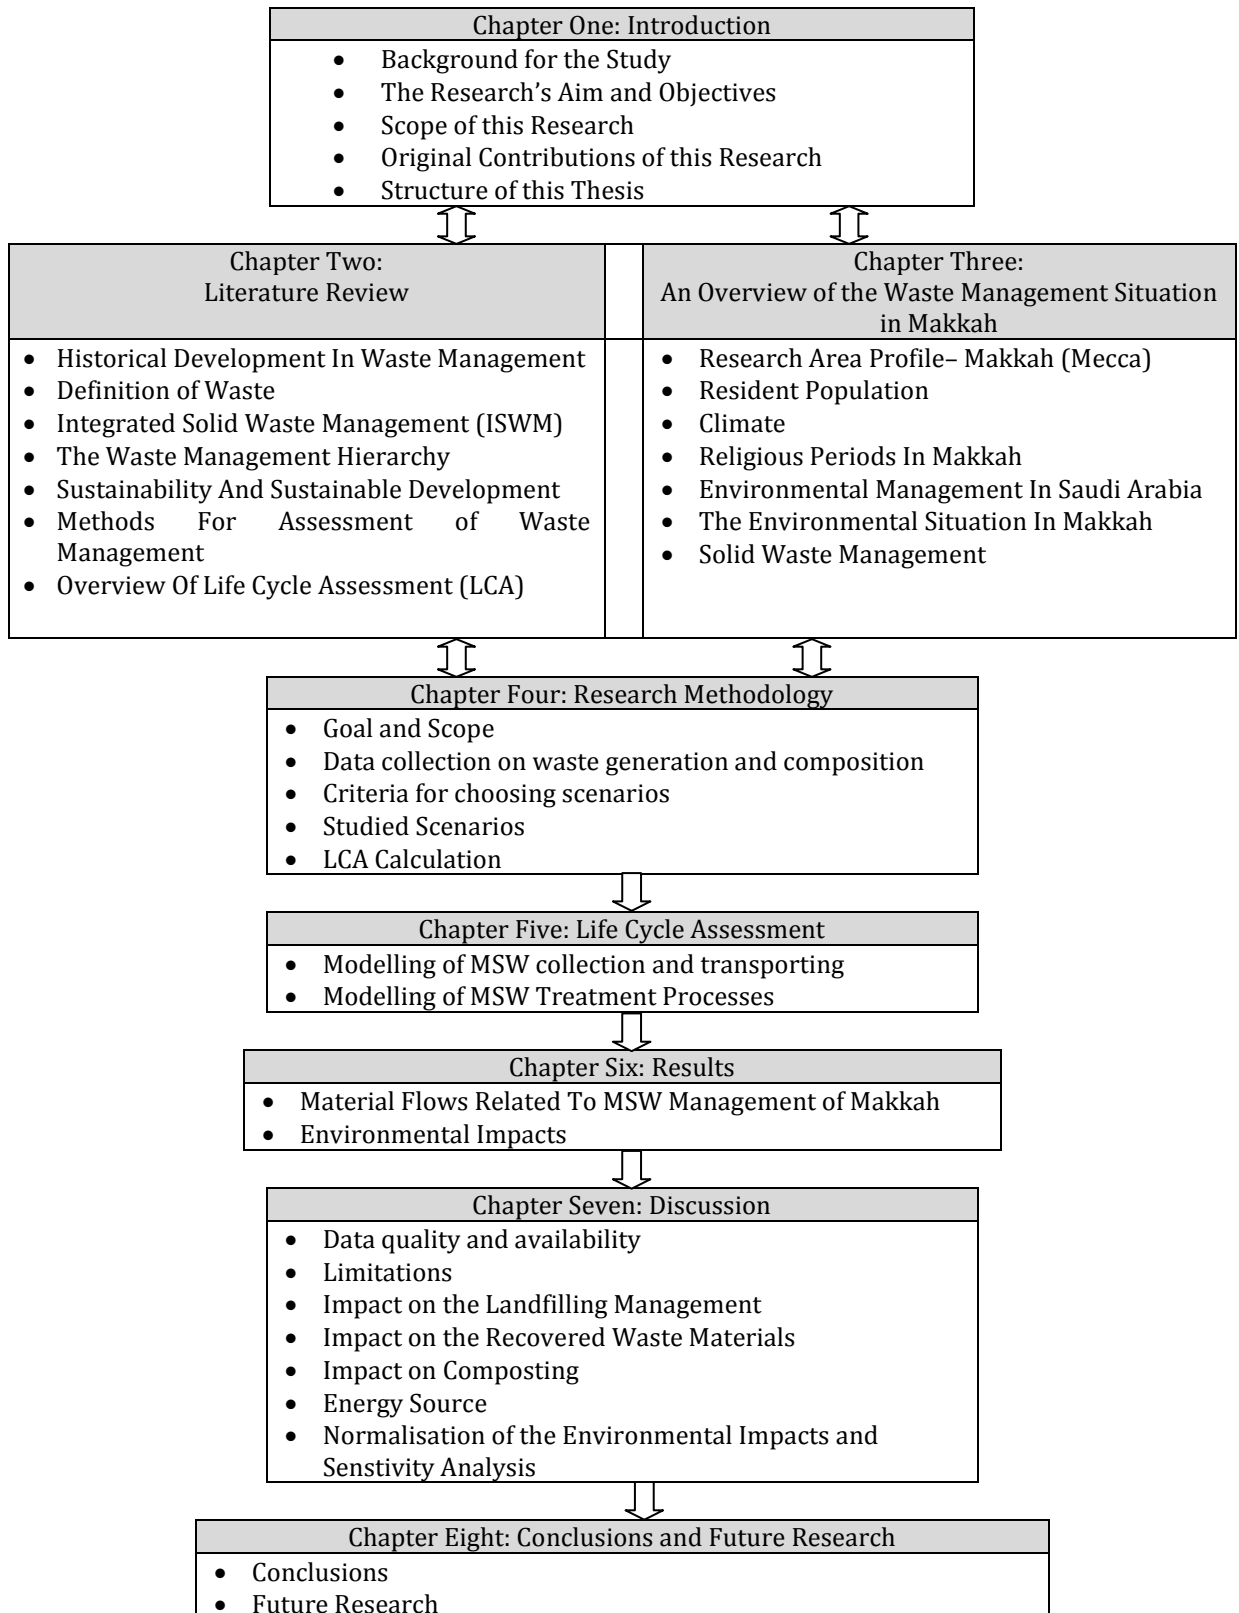 Chapter One: Introduction
• Background for the Study
• The Research’s Aim and Objectives
• Scope of this Research
• Original Contributions of this Research
• Structure of this Thesis
Chapter Two:
Literature Review
• Historical Development In Waste Management
• Definition of Waste
• Integrated Solid Waste Management (ISWM)
• The Waste Management Hierarchy
• Sustainability And Sustainable Development
• Methods For Assessment of Waste
Management
• Overview Of Life Cycle Assessment (LCA)
Chapter Three:
An Overview of the Waste Management Situation
in Makkah
• Research Area Profile– Makkah (Mecca)
• Resident Population
• Climate
• Religious Periods In Makkah
• Environmental Management In Saudi Arabia
• The Environmental Situation In Makkah
• Solid Waste Management
Chapter Four: Research Methodology
• Goal and Scope
• Data collection on waste generation and composition
• Criteria for choosing scenarios
• Studied Scenarios
• LCA Calculation
Chapter Five: Life Cycle Assessment
• Modelling of MSW collection and transporting
• Modelling of MSW Treatment Processes
Chapter Six: Results
• Material Flows Related To MSW Management of Makkah
• Environmental Impacts
Chapter Seven: Discussion
• Data quality and availability
• Limitations
• Impact on the Landfilling Management
• Impact on the Recovered Waste Materials
• Impact on Composting
• Energy Source
• Normalisation of the Environmental Impacts and
Senstivity Analysis
Chapter Eight: Conclusions and Future Research
• Conclusions
• Future Research